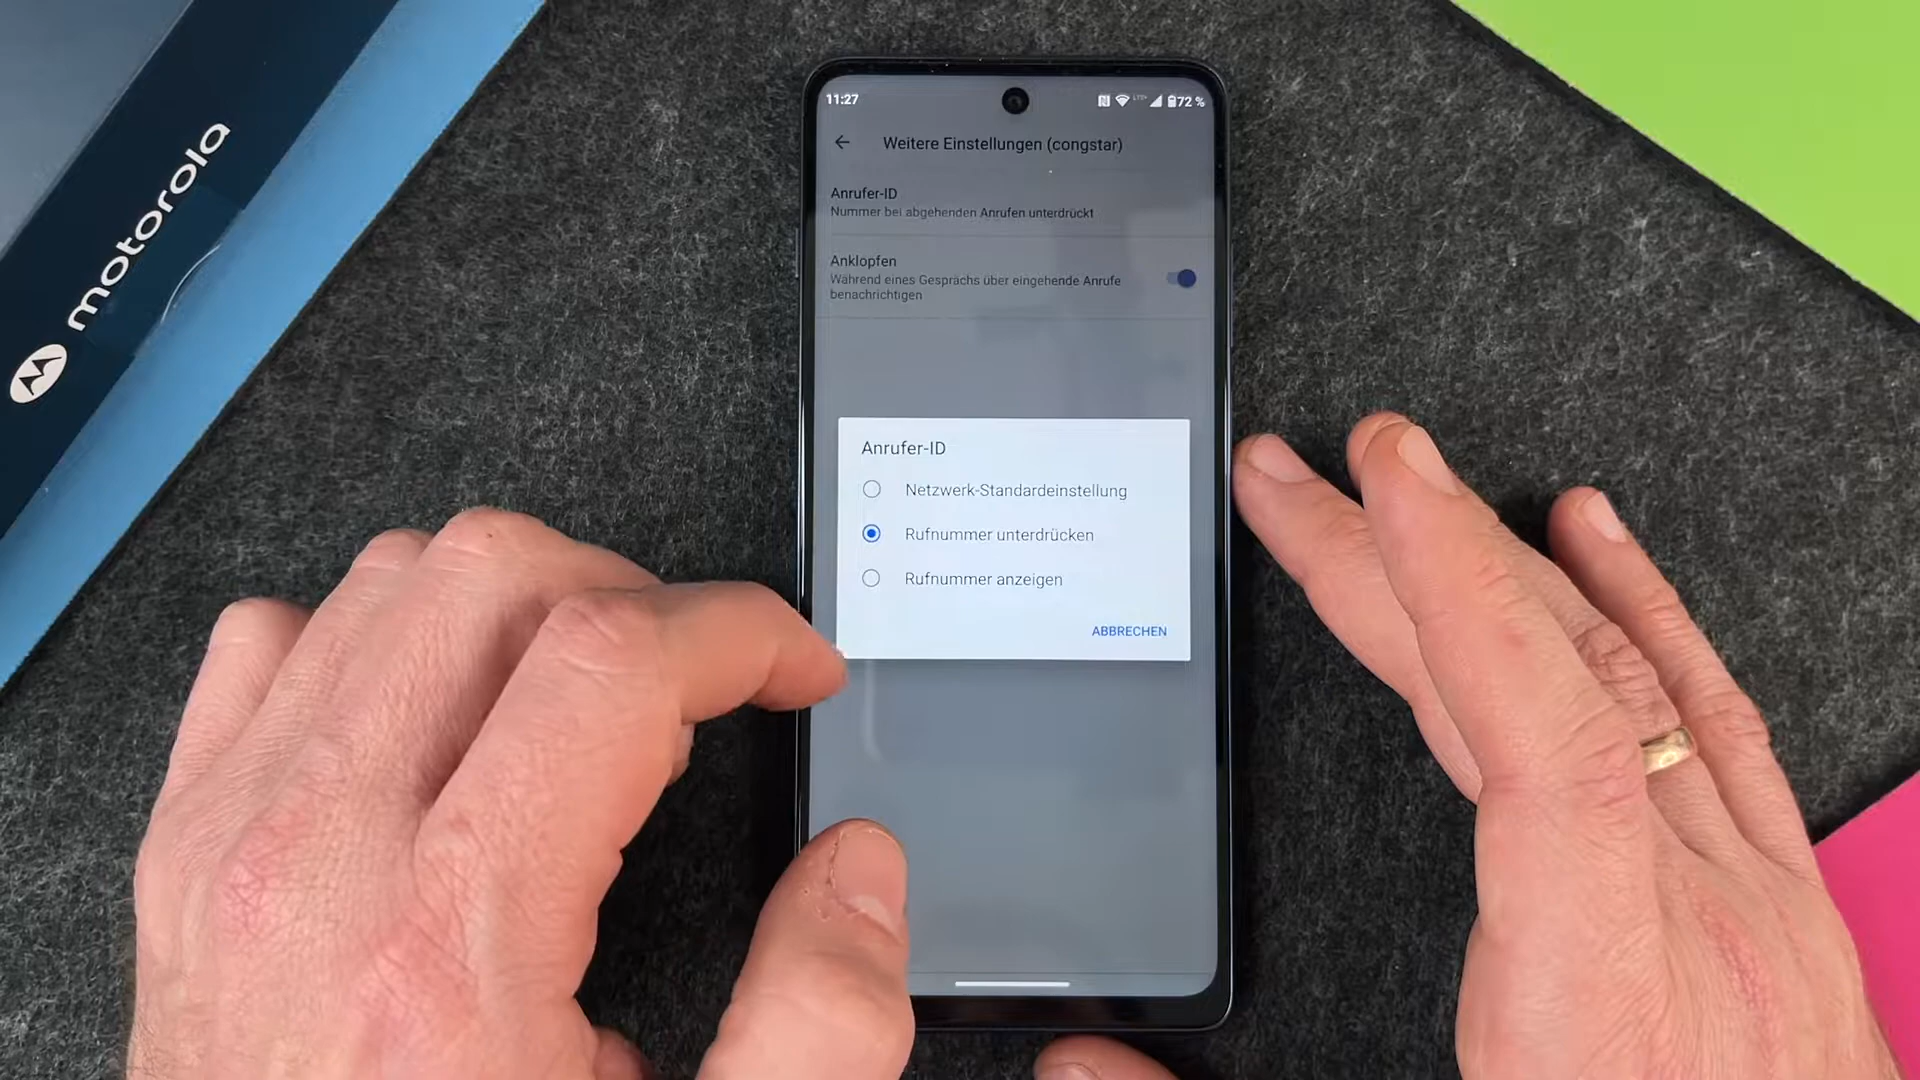 motorola
11:27
LTE+
72 %
Weitere Einstellungen (congstar)
Anrufer-ID
Nummer bei abgehenden Anrufen unterdrückt
Anklopfen
Während eines Gesprächs über eingehende Anrufe
benachrichtigen
Anrufer-ID
Netzwerk-Standardeinstellung
Rufnummer unterdrücken
Rufnummer anzeigen
ABBRECHEN